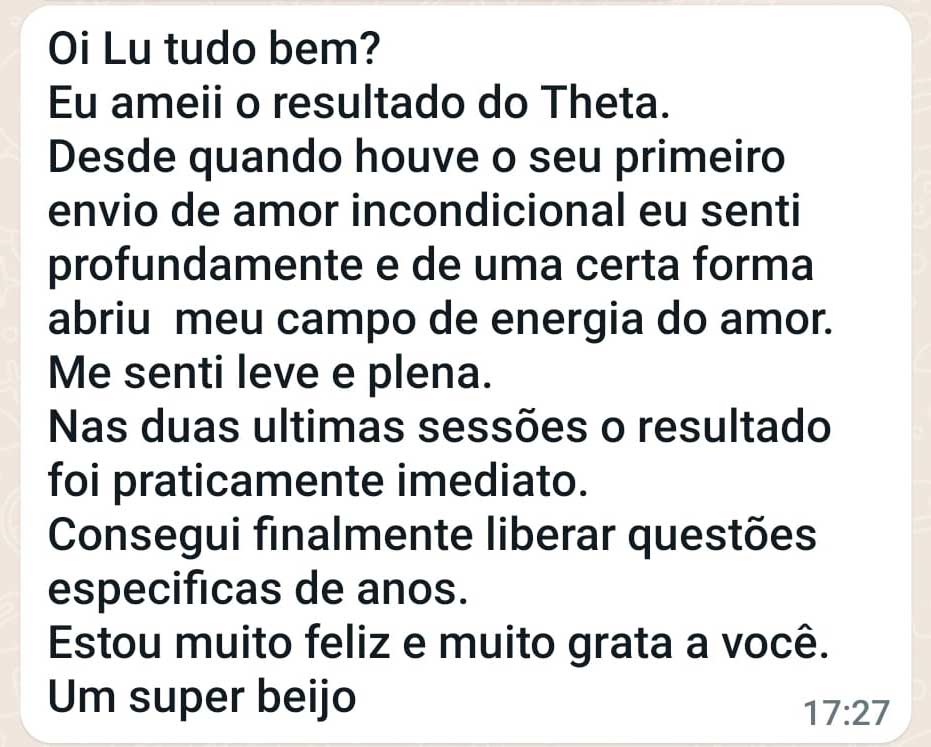 Oi Lu tudo bem?
Eu ameii o resultado do Theta.
Desde quando houve o seu primeiro
envio de amor incondicional eu senti
profundamente e de uma certa forma
abriu  meu campo de energia do amor.
Me senti leve e plena.
Nas duas ultimas sessões o resultado
foi praticamente imediato.
Consegui finalmente liberar questões
especificas de anos.
Estou muito feliz e muito grata a você.
Um super beijo
17:27